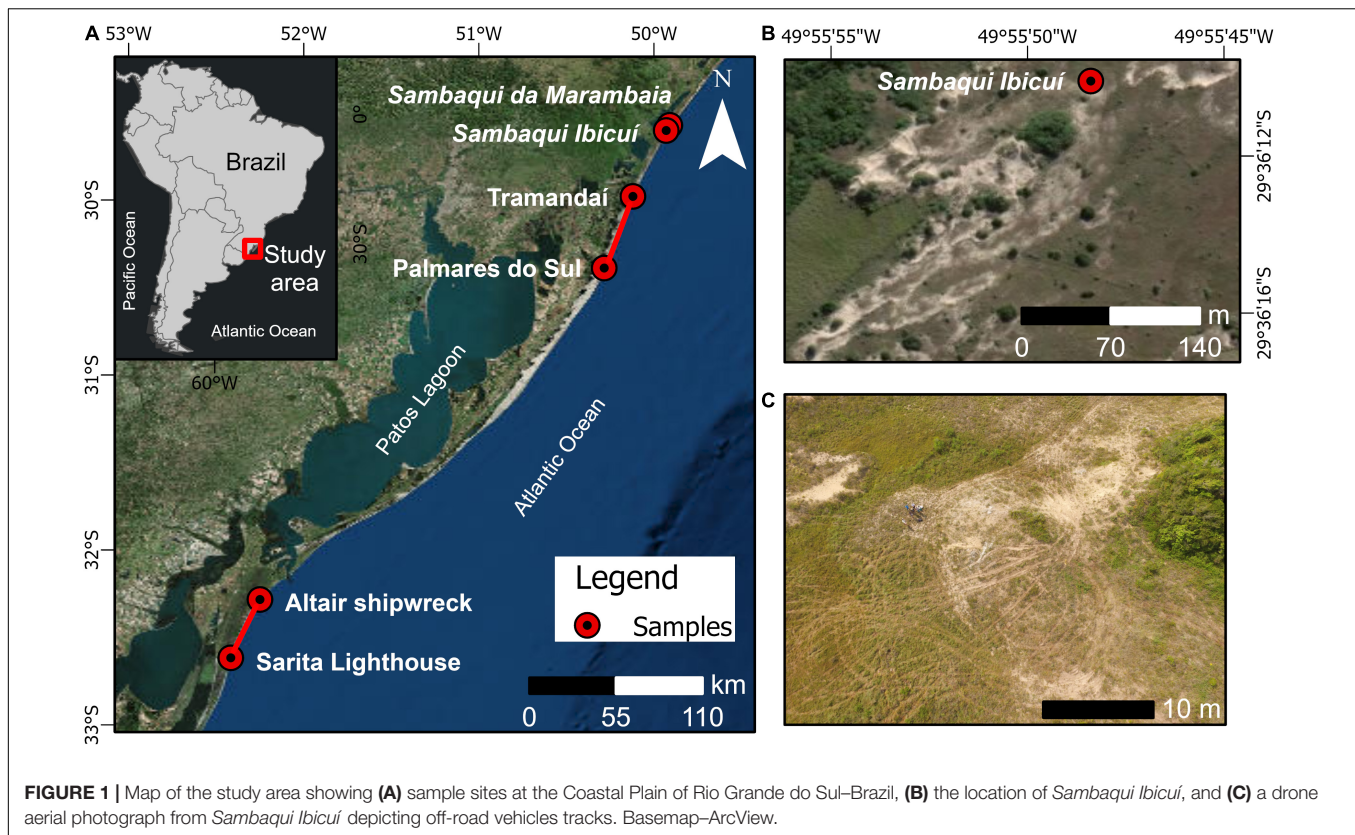 A
53°W
52°W
51°W
50°W
30°S
31°S
32°S
33°S
Brazil
Study
area
Pacific Ocean
Atlantic Ocean
60°W
0°
30°S
N
Sambaqui da Marambaia
Sambaqui Ibicuí
Tramandaí
Palmares do Sul
Patos Lagoon
Atlantic Ocean
Altair shipwreck
Sarita Lighthouse
Legend
Samples
km
0 55 110
B
49°55'55"W
49°55'50"W
49°55'45"W
Sambaqui Ibicuí
29°36'12"S
29°36'16"S
m
0 70 140
C
10 m
FIGURE 1 | Map of the study area showing (A) sample sites at the Coastal Plain of Rio Grande do Sul–Brazil, (B) the location of Sambaqui Ibicuí, and (C) a drone
aerial photograph from Sambaqui Ibicuí depicting off-road vehicles tracks. Basemap–ArcView.